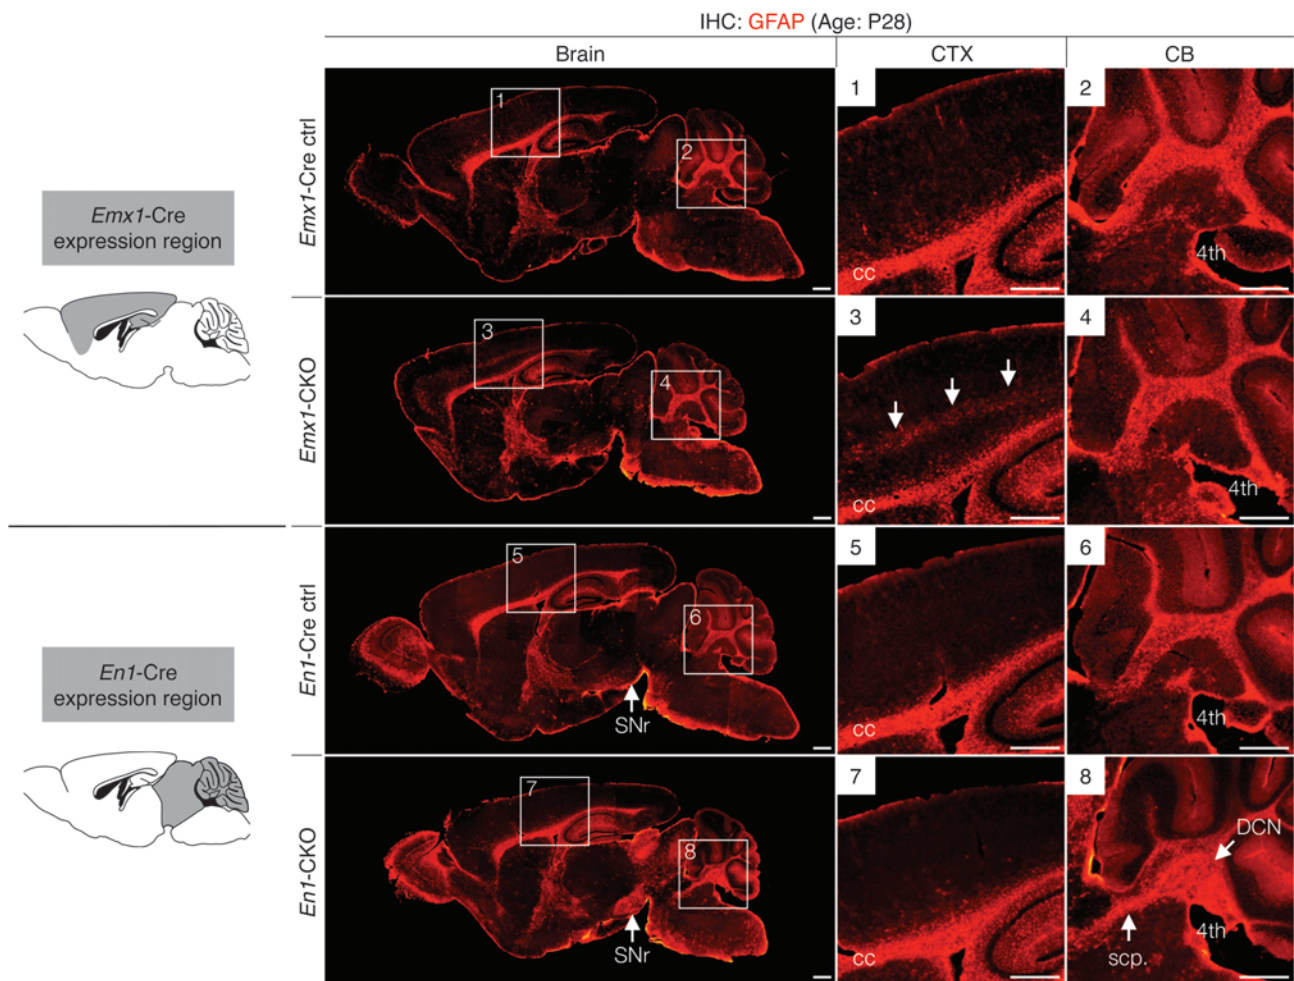 IHC: GFAP (Age: P28)
Brain
CTX
CB
Emx1-Cre
expression region
Emx1-Cre ctrl
1
2
1
cc
2
4th
Emx1-CKO
3
4
3
cc
4
4th
En1-Cre
expression region
En1-Cre ctrl
5
6
SNr
5
cc
6
4th
En1-CKO
7
8
SNr
7
cc
8
DCN
4th
scp.